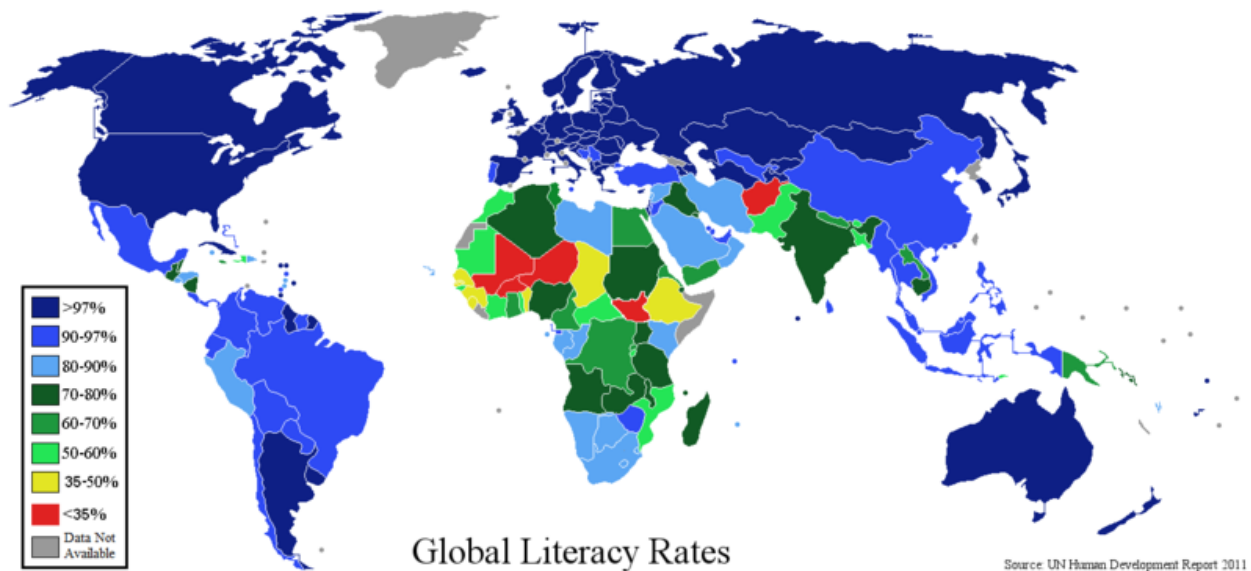 >97%
90-97%
80-90%
70-80%
60-70%
50-60%
35-50%
<35%
Data Not
Available
Global Literacy Rates
Source: UN Human Development Report 2011